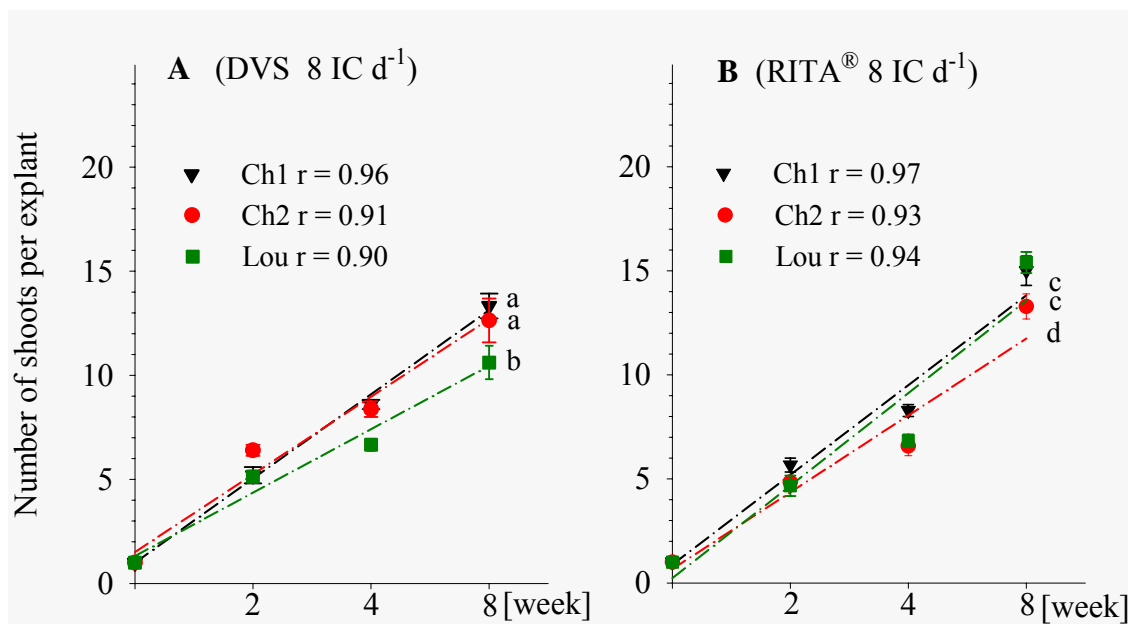 A (DVS 8 IC d-1)
Number of shoots per explant
20
15
10
5
0
Ch1 r = 0.96
Ch2 r = 0.91
Lou r = 0.90
a
a
b
2 4 8 [week]
B (RITA® 8 IC d-1)
20
15
10
5
0
Ch1 r = 0.97
Ch2 r = 0.93
Lou r = 0.94
c
c
d
2 4 8 [week]